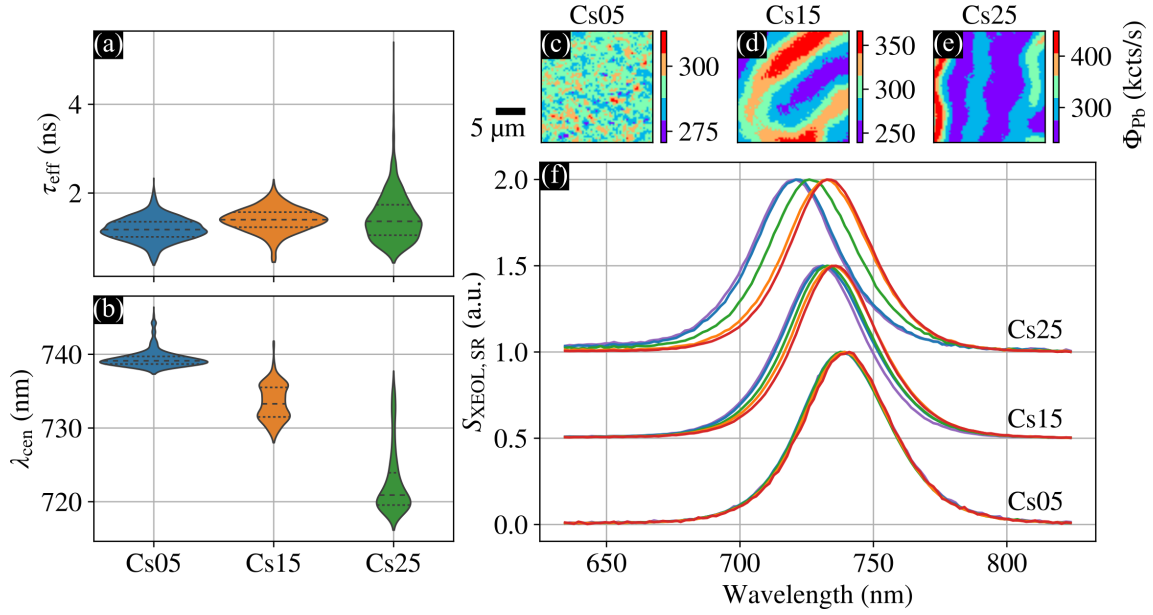 (a)
4
2
τeff (ns)
(b)
740
730
720
λcen (nm)
Cs05
Cs15
Cs25
Cs05
Cs15
Cs25
5 μm
(c)
300
275
(d)
350
300
250
(e)
400
300
ΦPb (kcts/s)
(f)
2.0
1.5
1.0
0.5
0.0
SXEOL, SR (a.u.)
Cs25
Cs15
Cs05
650
700
750
800
Wavelength (nm)